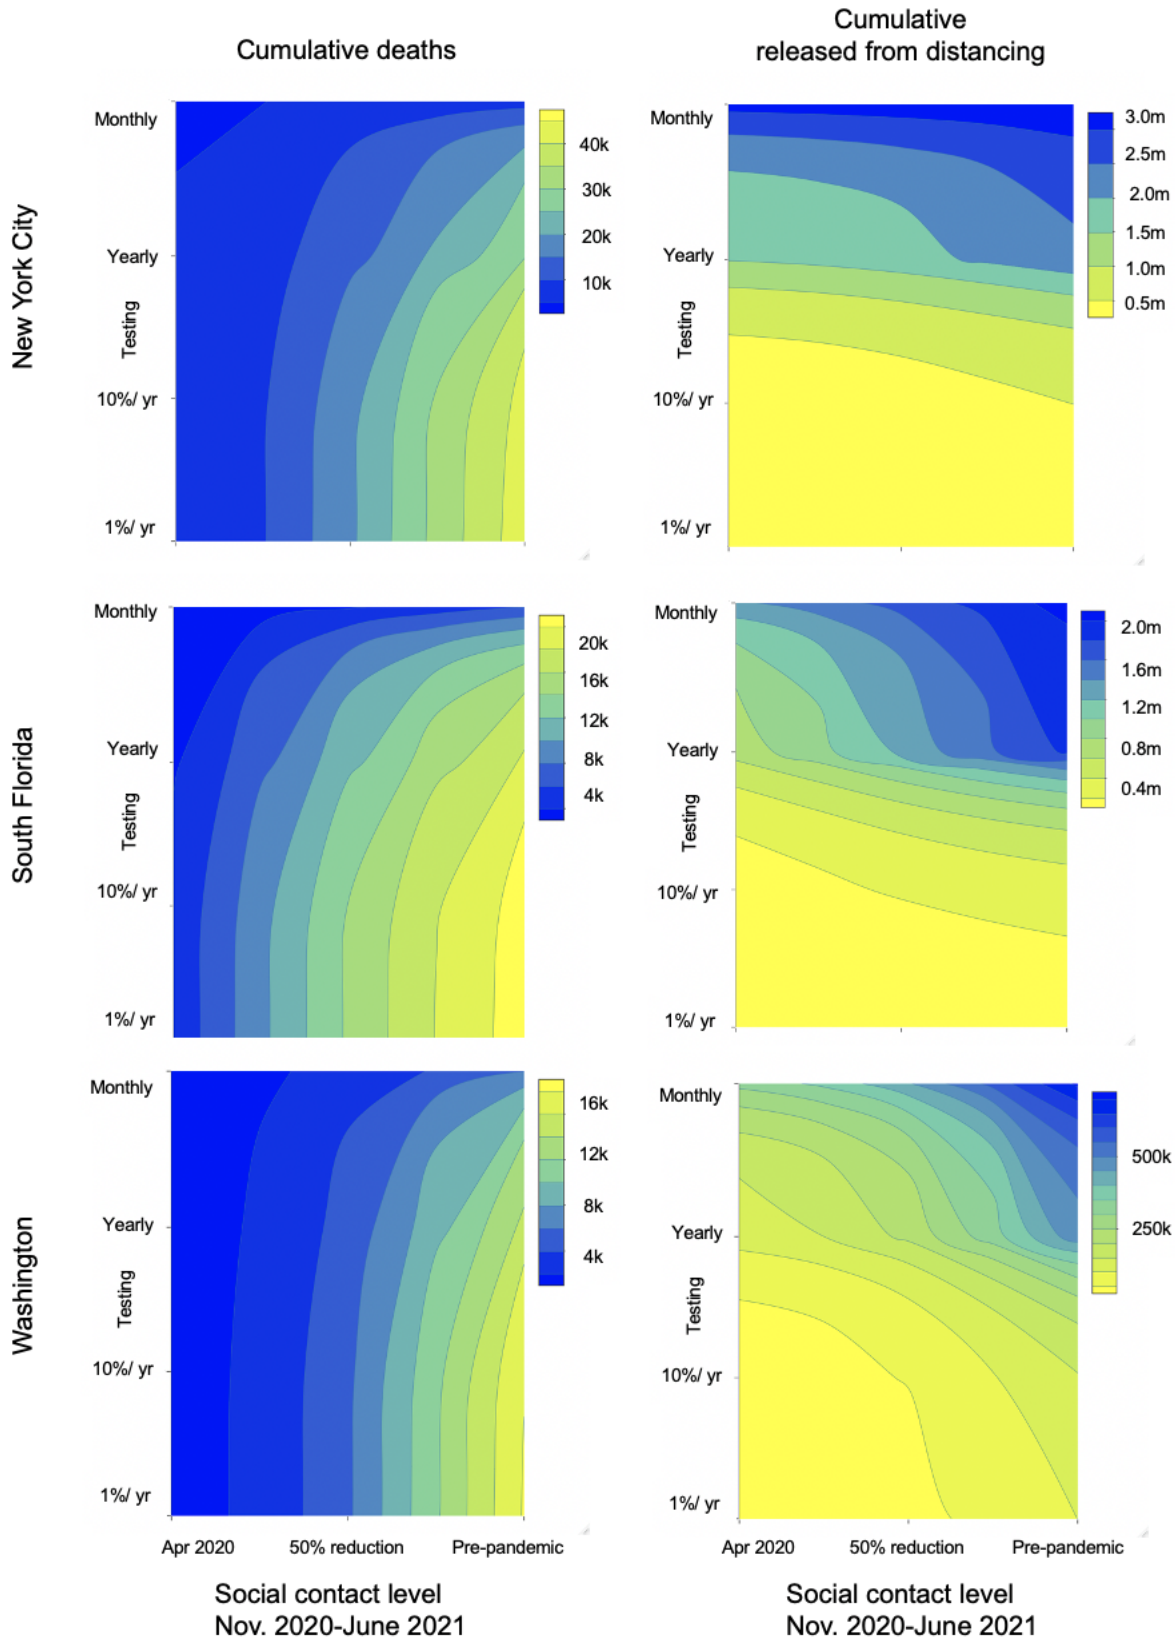 Cumulative deaths
Cumulative
released from distancing
New York City
Monthly
Yearly
Testing
10%/ yr
1%/ yr
40k
30k
20k
10k
Monthly
Yearly
Testing
10%/ yr
1%/ yr
3.0m
2.5m
2.0m
1.5m
1.0m
0.5m
South Florida
Monthly
Yearly
Testing
10%/ yr
1%/ yr
20k
16k
12k
8k
4k
Monthly
Yearly
Testing
10%/ yr
1%/ yr
2.0m
1.6m
1.2m
0.8m
0.4m
Washington
Monthly
Yearly
Testing
10%/ yr
1%/ yr
16k
12k
8k
4k
Monthly
Yearly
Testing
10%/ yr
1%/ yr
500k
250k
Apr 2020 50% reduction Pre-pandemic
Social contact level
Nov. 2020-June 2021
Apr 2020 50% reduction Pre-pandemic
Social contact level
Nov. 2020-June 2021